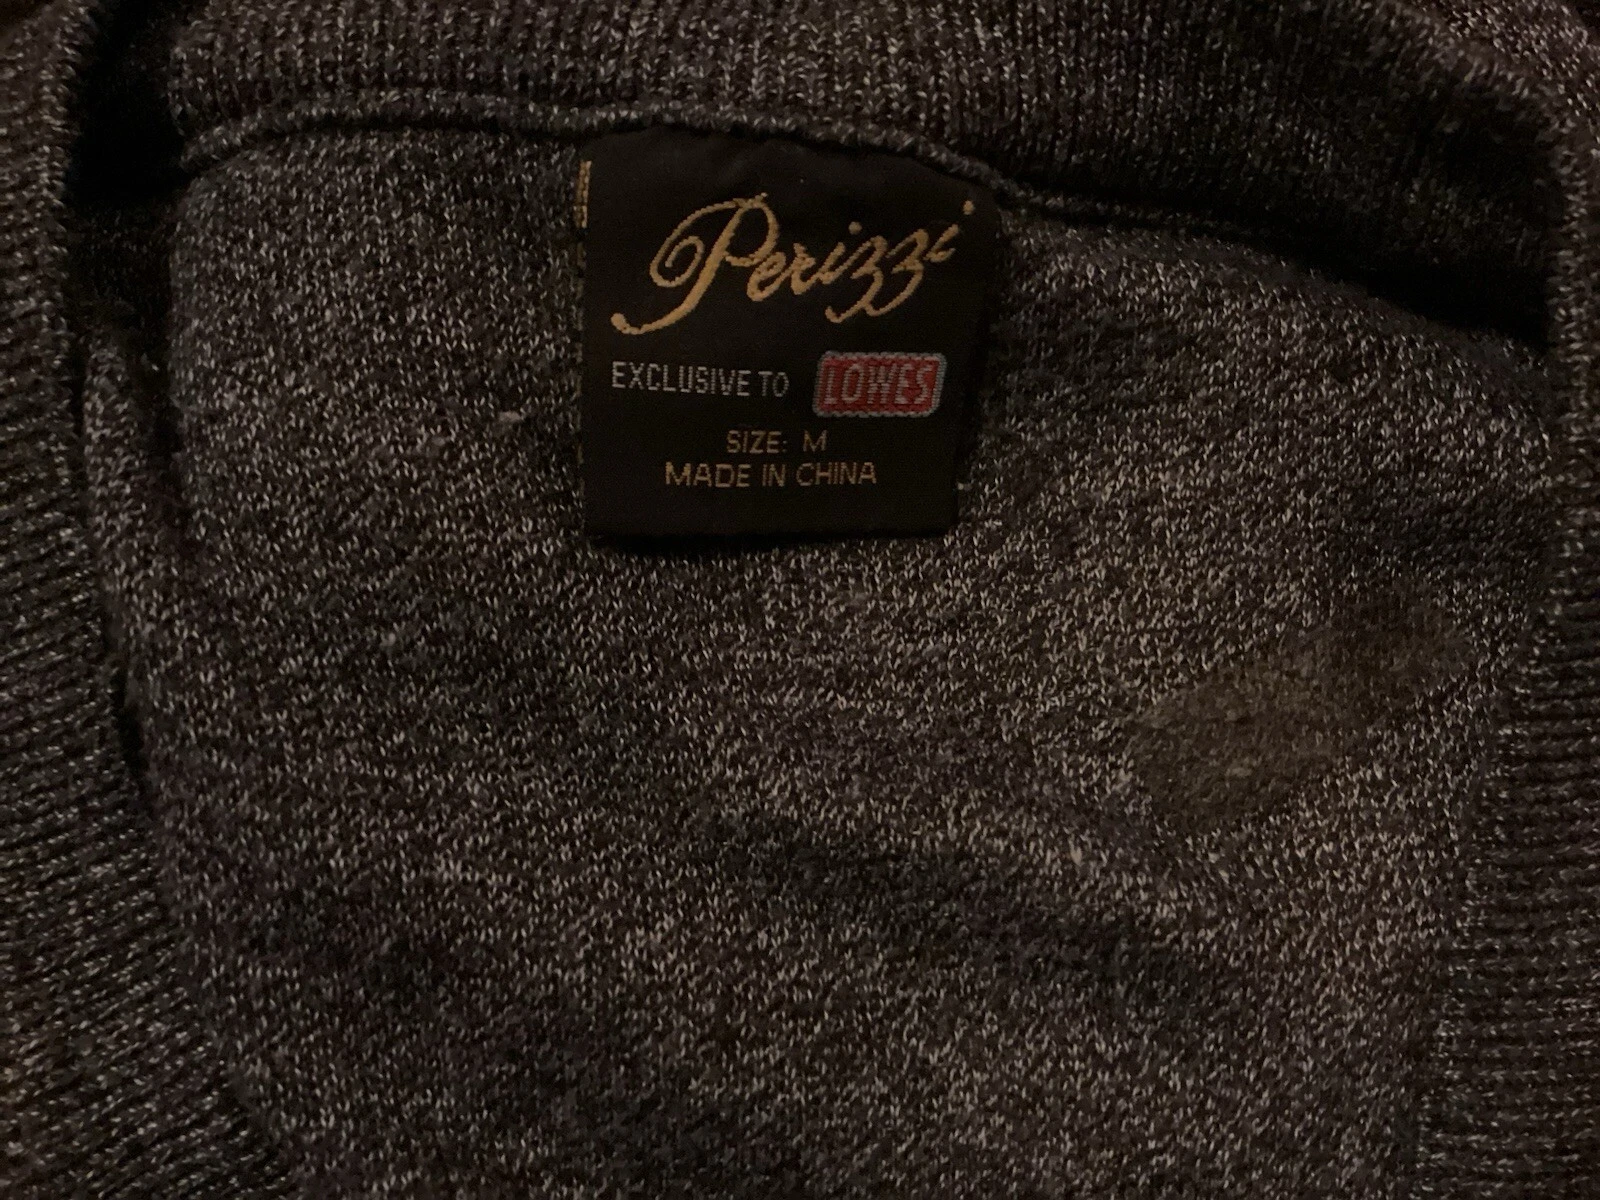 Perizzi
EXCLUSIVE TO LOWES
SIZE: M
MADE IN CHINA